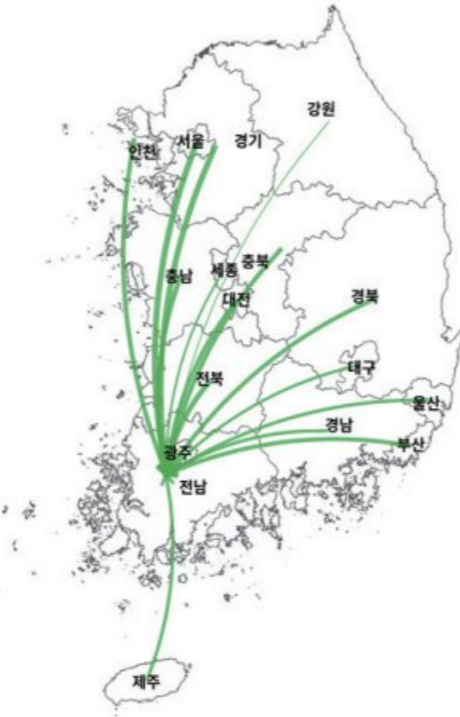 강원
인천
서울
경기
충남
세종
충북
대전
경북
전북
대구
울산
경남
부산
광주
전남
제주